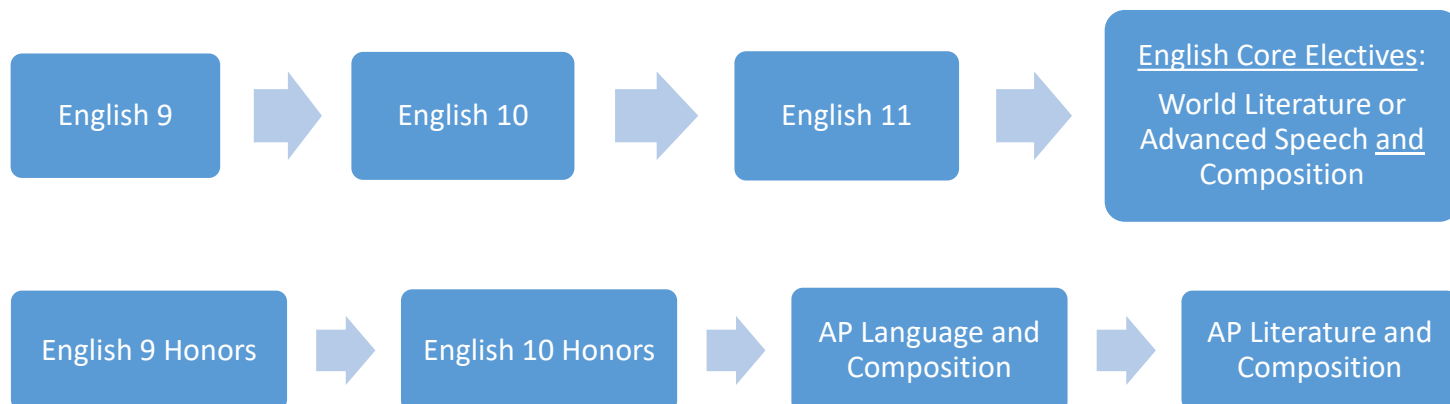 English 9
English 10
English 11
English Core Electives:
World Literature or
Advanced Speech and
Composition
English 9 Honors
English 10 Honors
AP Language and
Composition
AP Literature and
Composition